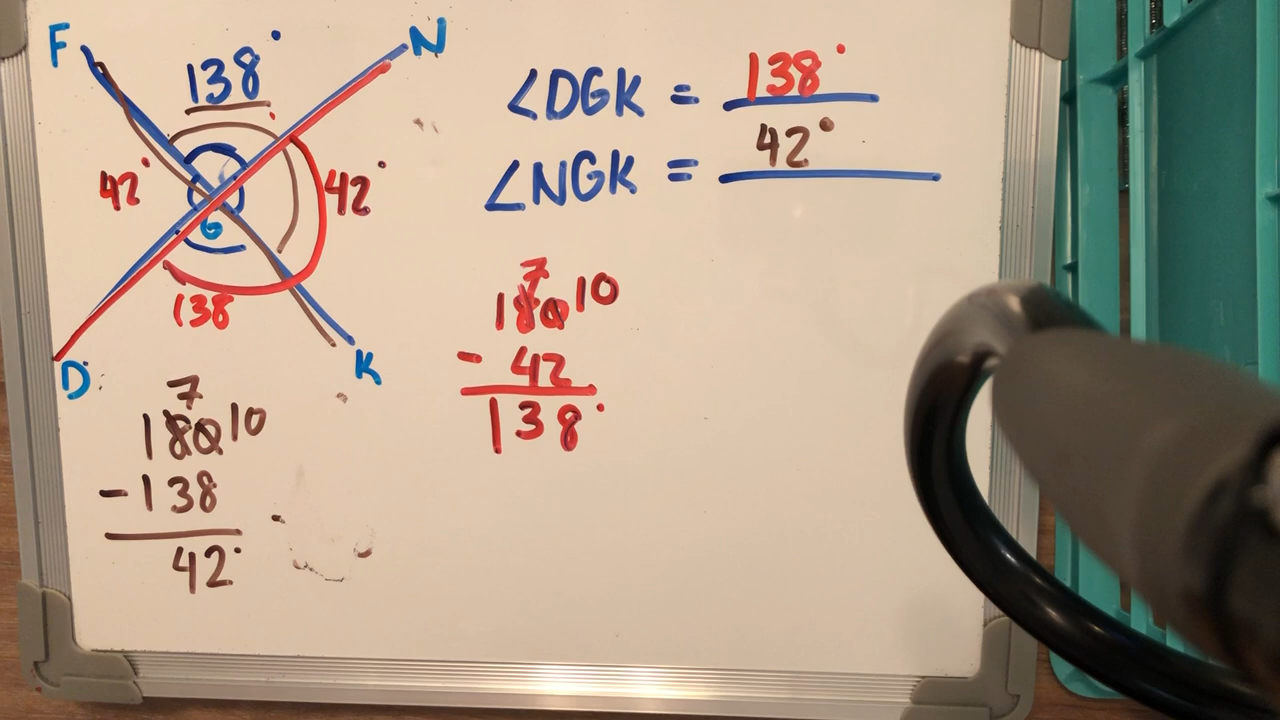 F 138° N
42° 42°
G
138
D K
∠DGK = 138°
∠NGK = 42°
7
180 10
- 138
42°
7
180 10
- 42
138°